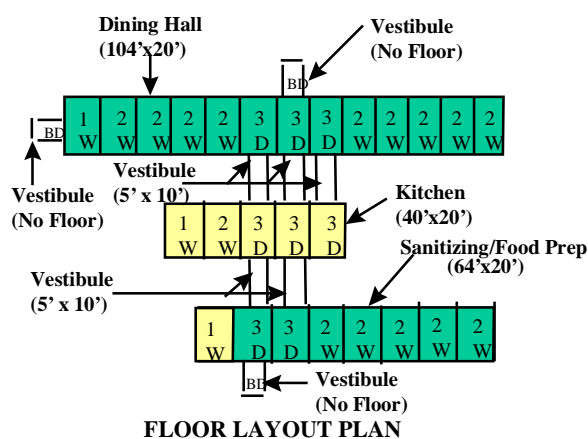 Dining Hall
(104'x20')
Vestibule
(No Floor)
BD
1 2 2 2 2 3 3 3 2 2 2 2 2
W W W W W D D D W W W W W
BD
Vestibule
(No Floor)
Vestibule
(5' x 10')
Kitchen
(40'x20')
1 2 3 3 3
W W D D D
Sanitizing/Food Prep
(64'x20')
Vestibule
(5' x 10')
1 3 3 2 2 2 2 2
W D D W W W W W
BD
Vestibule
(No Floor)
FLOOR LAYOUT PLAN